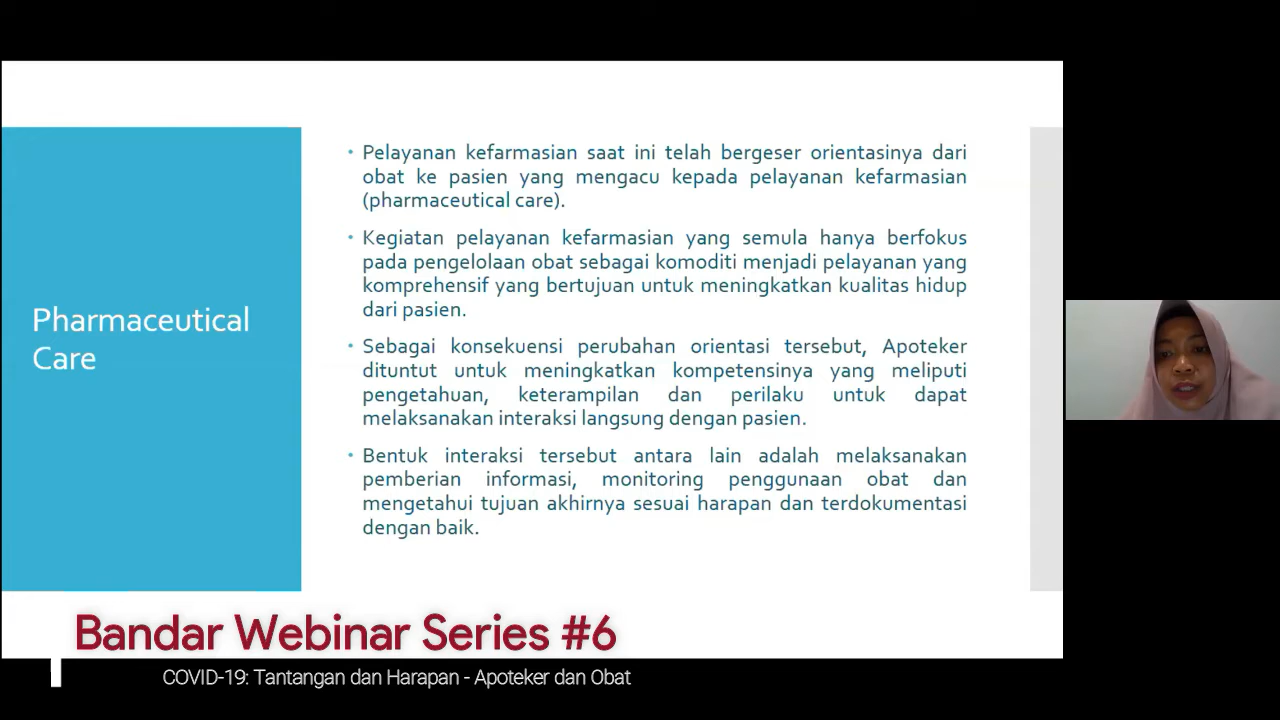 Pharmaceutical
Care
• Pelayanan kefarmasian saat ini telah bergeser orientasinya dari
obat ke pasien yang mengacu kepada pelayanan kefarmasian
(pharmaceutical care).
• Kegiatan pelayanan kefarmasian yang semula hanya berfokus
pada pengelolaan obat sebagai komoditi menjadi pelayanan yang
komprehensif yang bertujuan untuk meningkatkan kualitas hidup
dari pasien.
• Sebagai konsekuensi perubahan orientasi tersebut, Apoteker
dituntut untuk meningkatkan kompetensinya yang meliputi
pengetahuan, keterampilan dan perilaku untuk dapat
melaksanakan interaksi langsung dengan pasien.
• Bentuk interaksi tersebut antara lain adalah melaksanakan
pemberian informasi, monitoring penggunaan obat dan
mengetahui tujuan akhirnya sesuai harapan dan terdokumentasi
dengan baik.
Bandar Webinar Series #6
COVID-19: Tantangan dan Harapan - Apoteker dan Obat